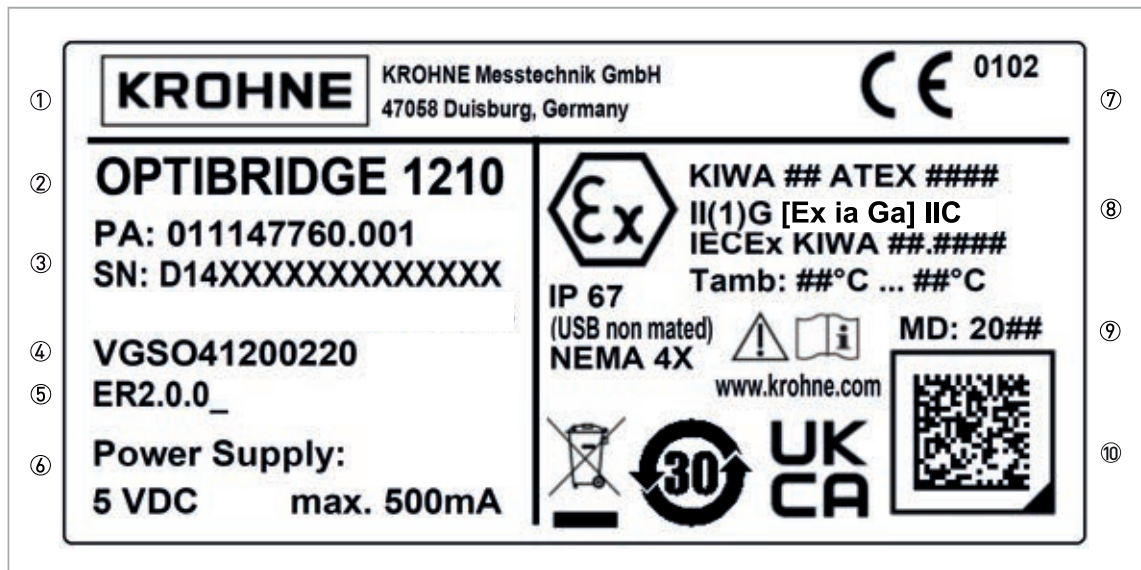 ①
KROHNE
KROHNE Messtechnik GmbH
47058 Duisburg, Germany
CE 0102
⑦
②
OPTIBRIDGE 1210
③
PA: 011147760.001
SN: D14XXXXXXXXXXXXX
④
VGSO41200220
⑤
ER2.0.0_
⑥
Power Supply:
5 VDC max. 500mA
Ex
KIWA ## ATEX ####
II(1)G [Ex ia Ga] IIC
IECEx KIWA ##.####
Tamb: ##°C ... ##°C
⑧
IP 67
(USB non mated)
NEMA 4X
i
www.krohne.com
MD: 20##
⑨
30
UK
CA
⑩